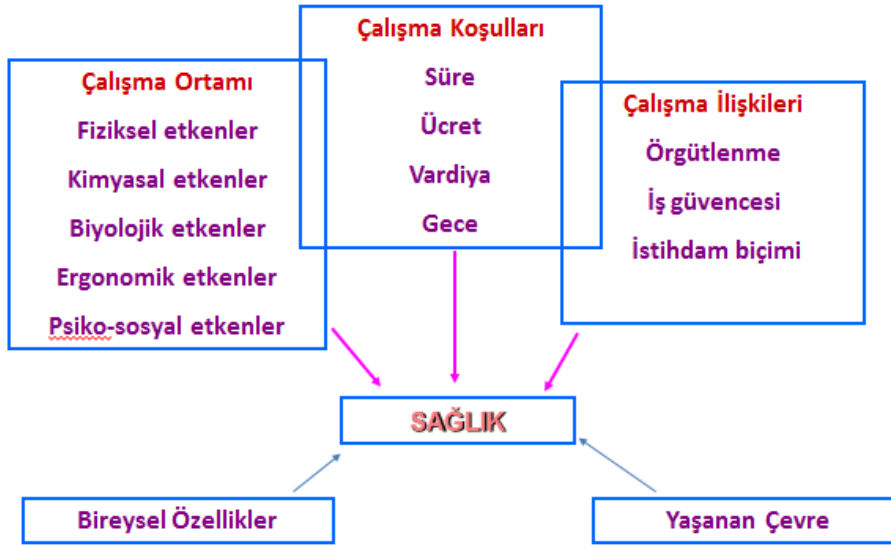 Çalışma Ortamı
Fiziksel etkenler
Kimyasal etkenler
Biyolojik etkenler
Ergonomik etkenler
Psiko-sosyal etkenler
Çalışma Koşulları
Süre
Ücret
Vardiya
Gece
Çalışma İlişkileri
Örgütlenme
İş güvencesi
İstihdam biçimi
SAĞLIK
Bireysel Özellikler
Yaşanan Çevre